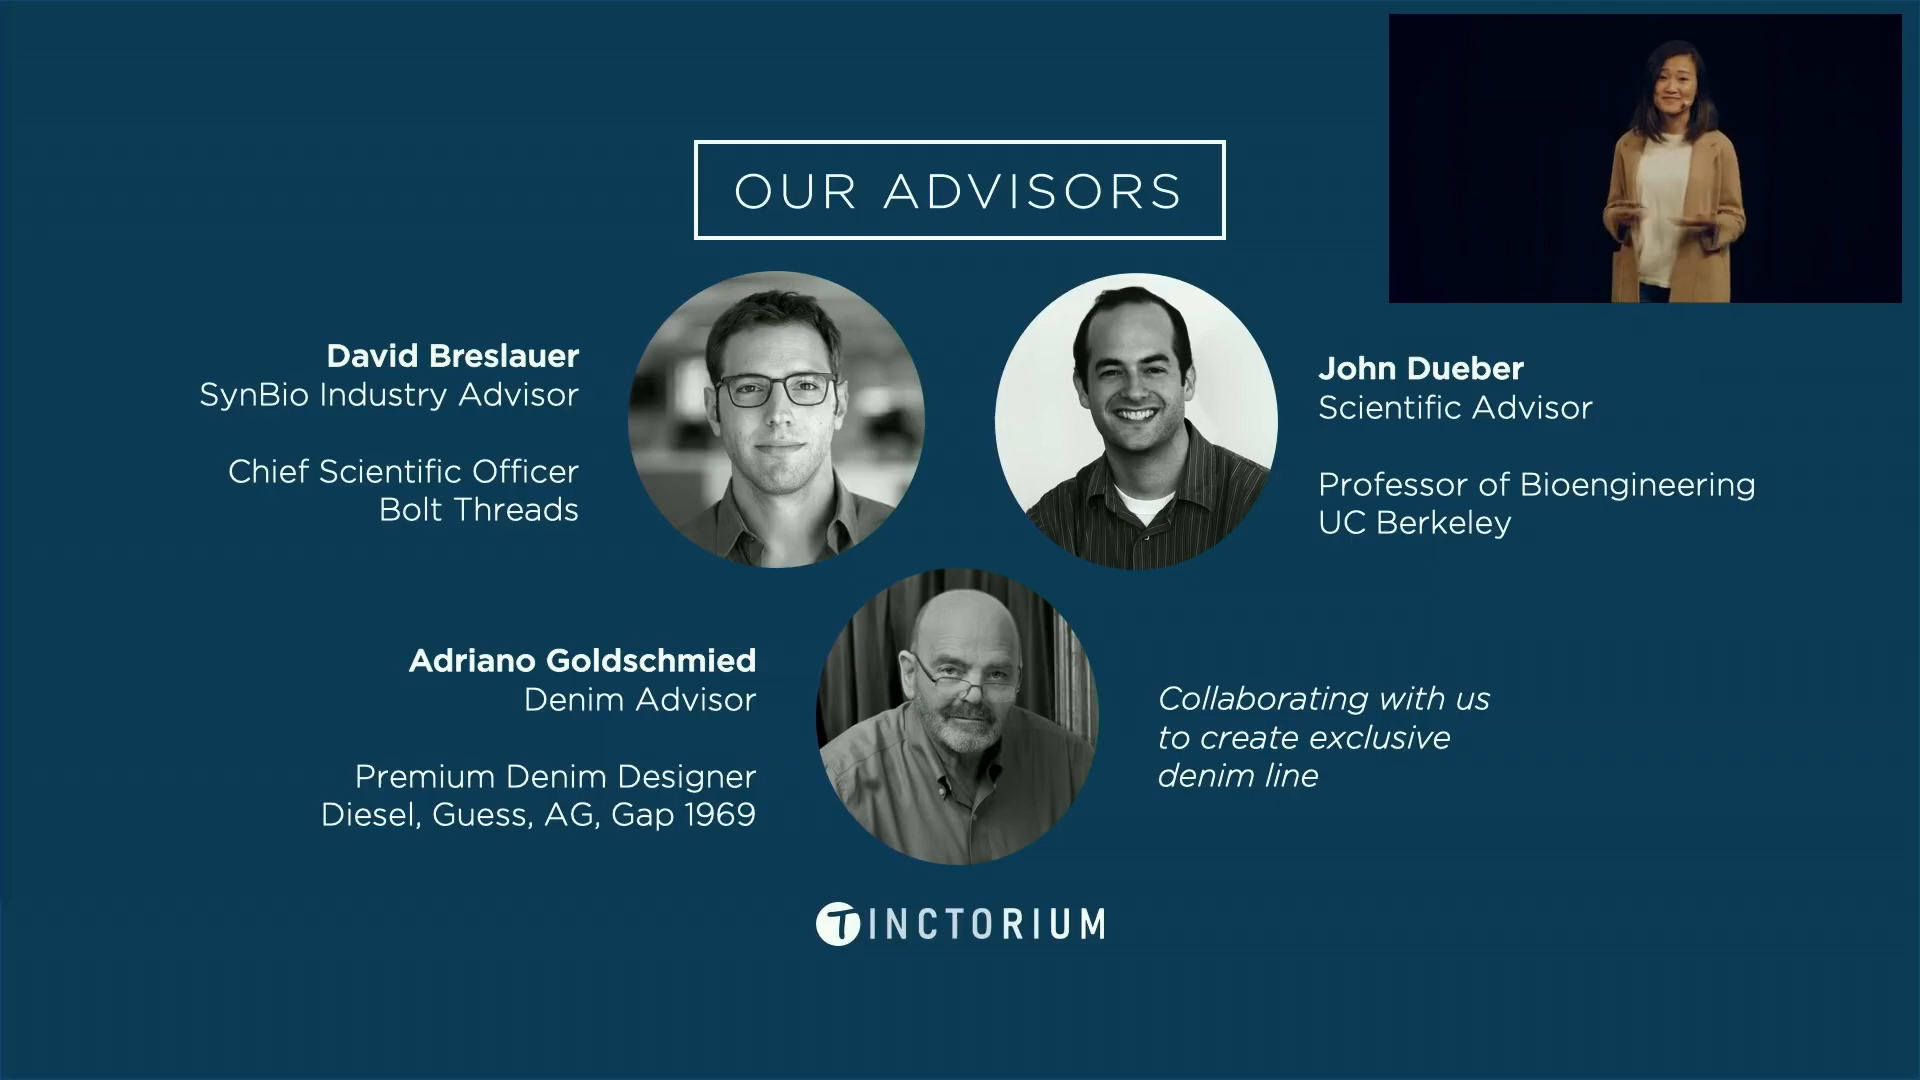 OUR ADVISORS
David Breslauer
SynBio Industry Advisor
Chief Scientific Officer
Bolt Threads
John Dueber
Scientific Advisor
Professor of Bioengineering
UC Berkeley
Adriano Goldschmied
Denim Advisor
Premium Denim Designer
Diesel, Guess, AG, Gap 1969
Collaborating with us
to create exclusive
denim line
TINCTORIUM